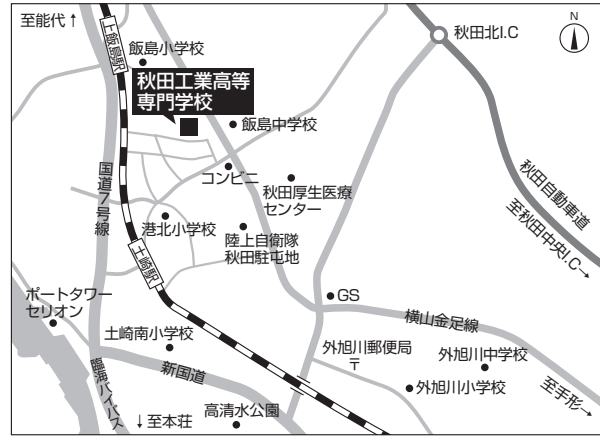 至能代↑
上飯島駅
飯島小学校
秋田工業高等
専門学校
飯島中学校
秋田北I.C
N
コンビニ
秋田厚生医療
センター
秋田自動車道
至秋田中央I.C→
国道7号線
港北小学校
陸上自衛隊
秋田駐屯地
土崎駅
ポートタワー
セリオン
GS
横山金足線
土崎南小学校
新国道
外旭川郵便局
〒
外旭川中学校
外旭川小学校
至手形→
臨海バイパス
↓至本荘
高清水公園